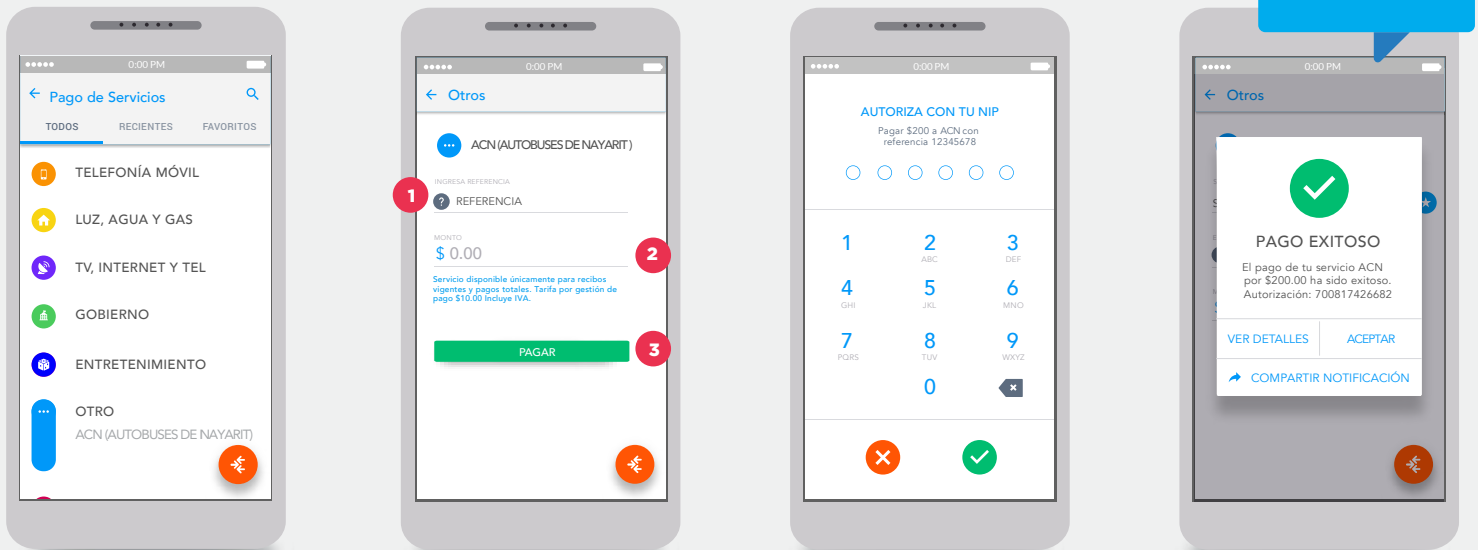 0:00 PM
Pago de Servicios
TODOS RECIENTES FAVORITOS
TELEFONÍA MÓVIL
LUZ, AGUA Y GAS
TV, INTERNET Y TEL
GOBIERNO
ENTRETENIMIENTO
OTRO
ACN (AUTOBUSES DE NAYARIT)
0:00 PM
Otros
ACN (AUTOBUSES DE NAYARIT )
INGRESA REFERENCIA
1
? REFERENCIA
MONTO
$ 0.00
2
Servicio disponible únicamente para recibos
vigentes y pagos totales. Tarifa por gestión de
pago $10.00 Incluye IVA.
PAGAR
3
0:00 PM
AUTORIZA CON TU NIP
Pagar $200 a ACN con
referencia 12345678
1 2 3
ABC DEF
4 5 6
GHI JKL MNO
7 8 9
PQRS TUV WXYZ
0
0:00 PM
Otros
PAGO EXITOSO
El pago de tu servicio ACN
por $200.00 ha sido exitoso.
Autorización: 700817426682
VER DETALLES ACEPTAR
COMPARTIR NOTIFICACIÓN